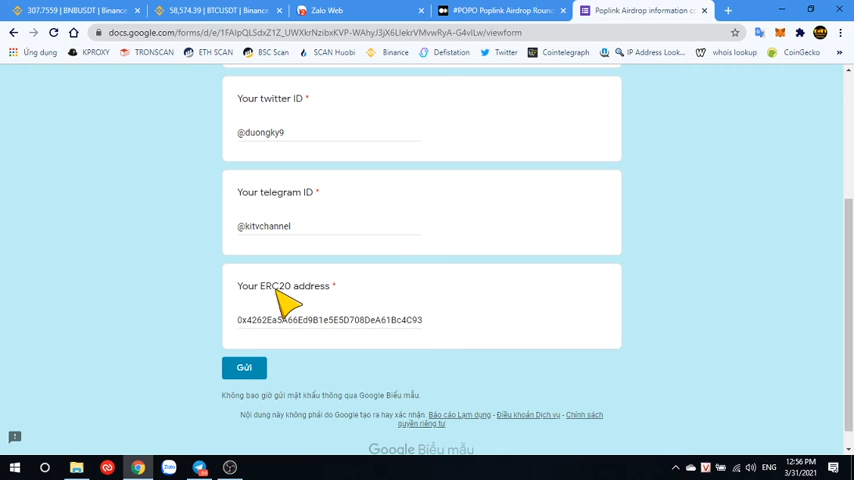 307.7559 | BNBUSDT | Binance
58,574.39 | BTCUSDT | Binance
Zalo Web
#POPO Poplink Airdrop Round
Poplink Airdrop information co
docs.google.com/forms/d/e/
/viewform
Ứng dụng
KPROXY
TRONSCAN
ETH SCAN
BSC Scan
SCAN Huobi
Binance
Defistation
Twitter
Cointelegraph
IP Address Look...
whois lookup
CoinGecko
»
Your twitter ID *
@duongky9
Your telegram ID *
@kitvchannel
Your ERC20 address *
0x4262Ea5A66Ed9B1e5E5D708DeA61Bc4C93
Gửi
Không bao giờ gửi mật khẩu thông qua Google Biểu mẫu.
Nội dung này không phải do Google tạo ra hay xác nhận. Báo cáo Lạm dụng - Điều khoản Dịch vụ - Chính sách
quyền riêng tư
Google Biểu mẫu
Zalo
V
ENG
12:56 PM
3/31/2021